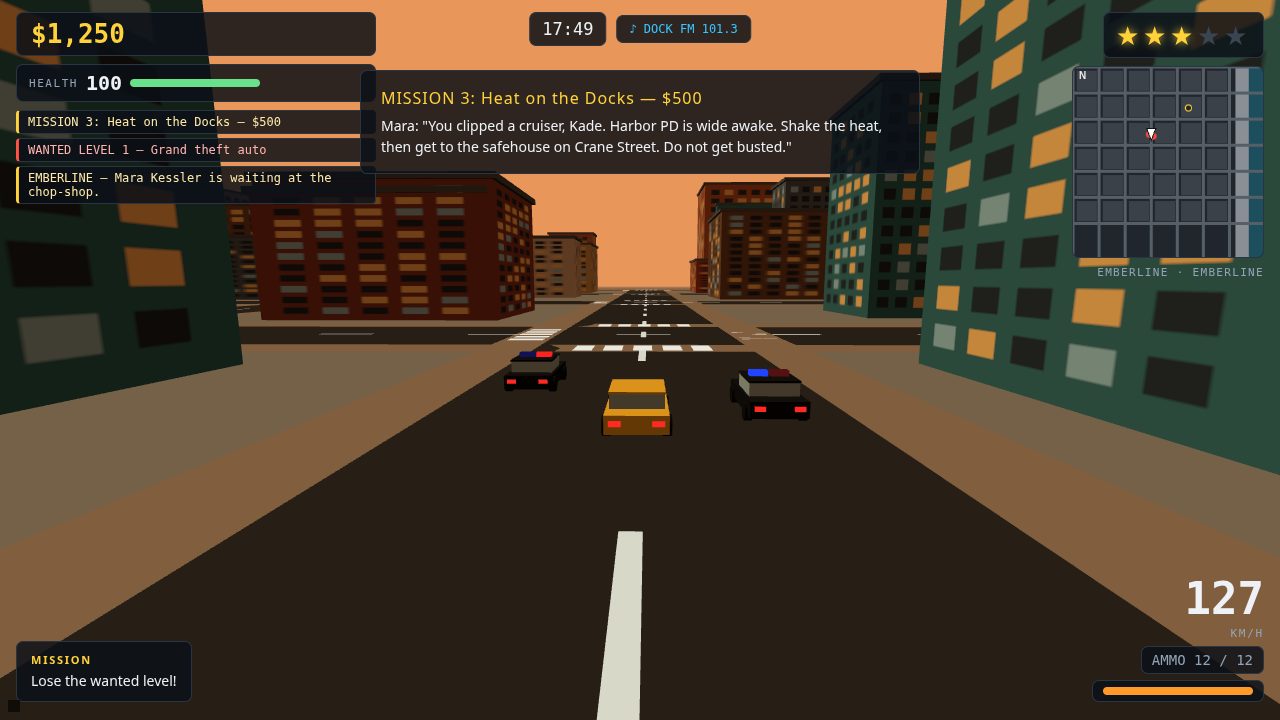 $1,250
17:49
♪ DOCK FM 101.3
HEALTH 100
N
MISSION 3: Heat on the Docks — $500
WANTED LEVEL 1 — Grand theft auto
EMBERLINE — Mara Kessler is waiting at the
chop-shop.
MISSION 3: Heat on the Docks — $500
Mara: "You clipped a cruiser, Kade. Harbor PD is wide awake. Shake the heat,
then get to the safehouse on Crane Street. Do not get busted."
EMBERLINE · EMBERLINE
127
KM/H
AMMO 12 / 12
MISSION
Lose the wanted level!